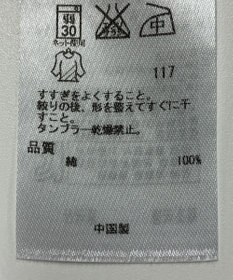 弱
30
中
ネット使用
117
すすぎをよくすること。
絞りの後、形を整えてすぐに干
すこと。
タンブラー乾燥禁止。
品質
綿 100%
中国製